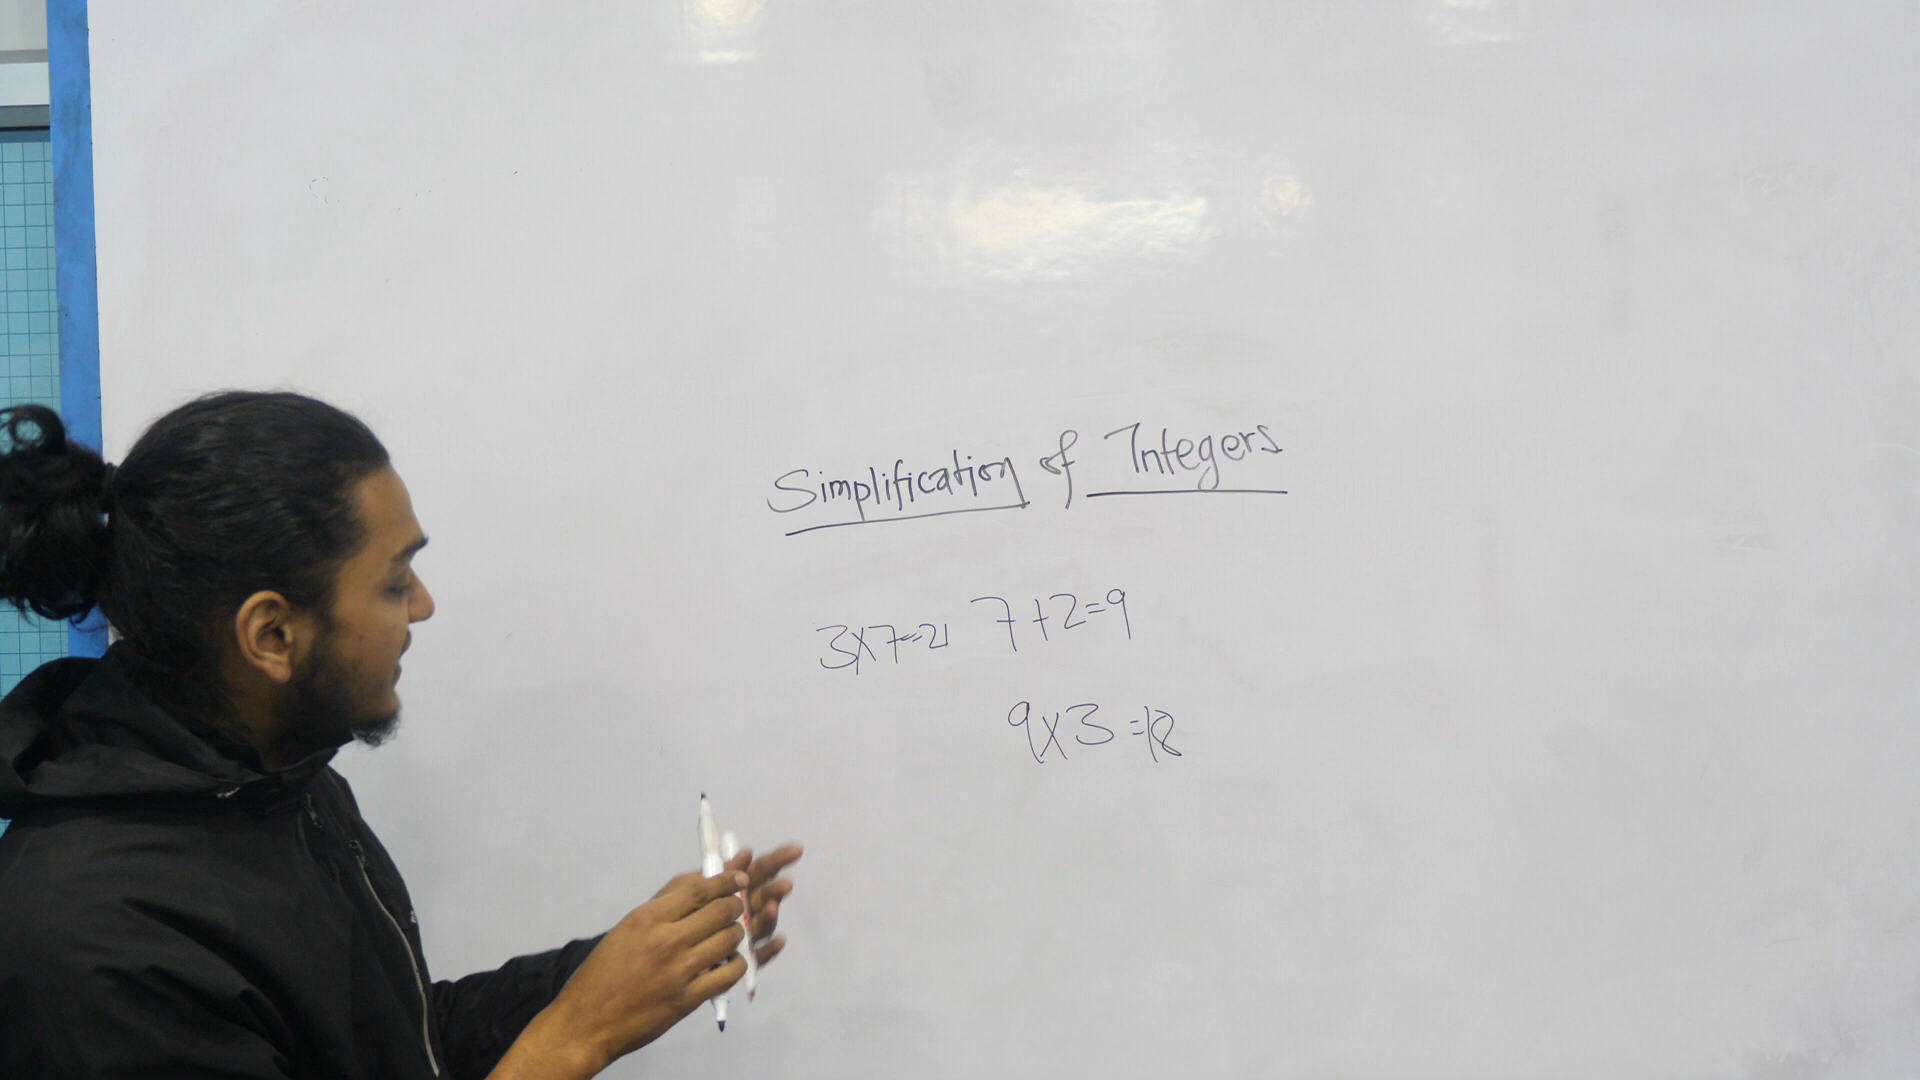 Simplification of Integers
3x7=21 7+2=9
9x3=18